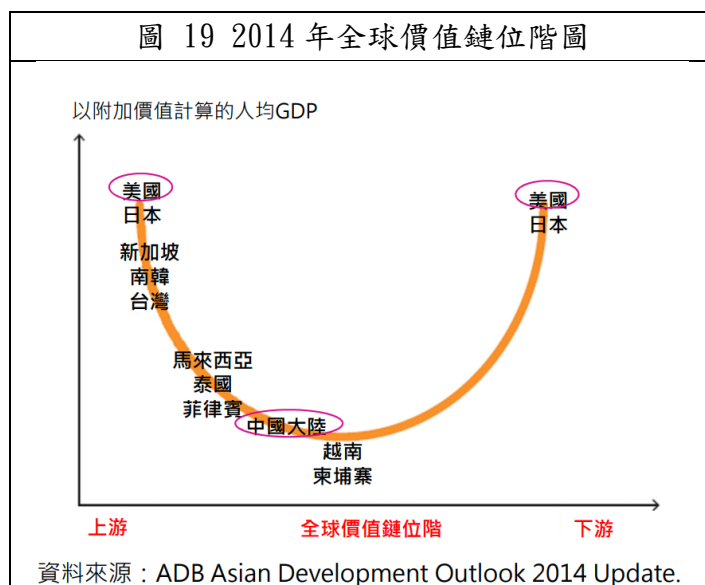 圖 19 2014 年全球價值鏈位階圖
以附加價值計算的人均GDP
美國
日本
新加坡
南韓
台灣
馬來西亞
泰國
菲律賓
中國大陸
越南
柬埔寨
美國
日本
上游
全球價值鏈位階
下游
資料來源：ADB Asian Development Outlook 2014 Update.